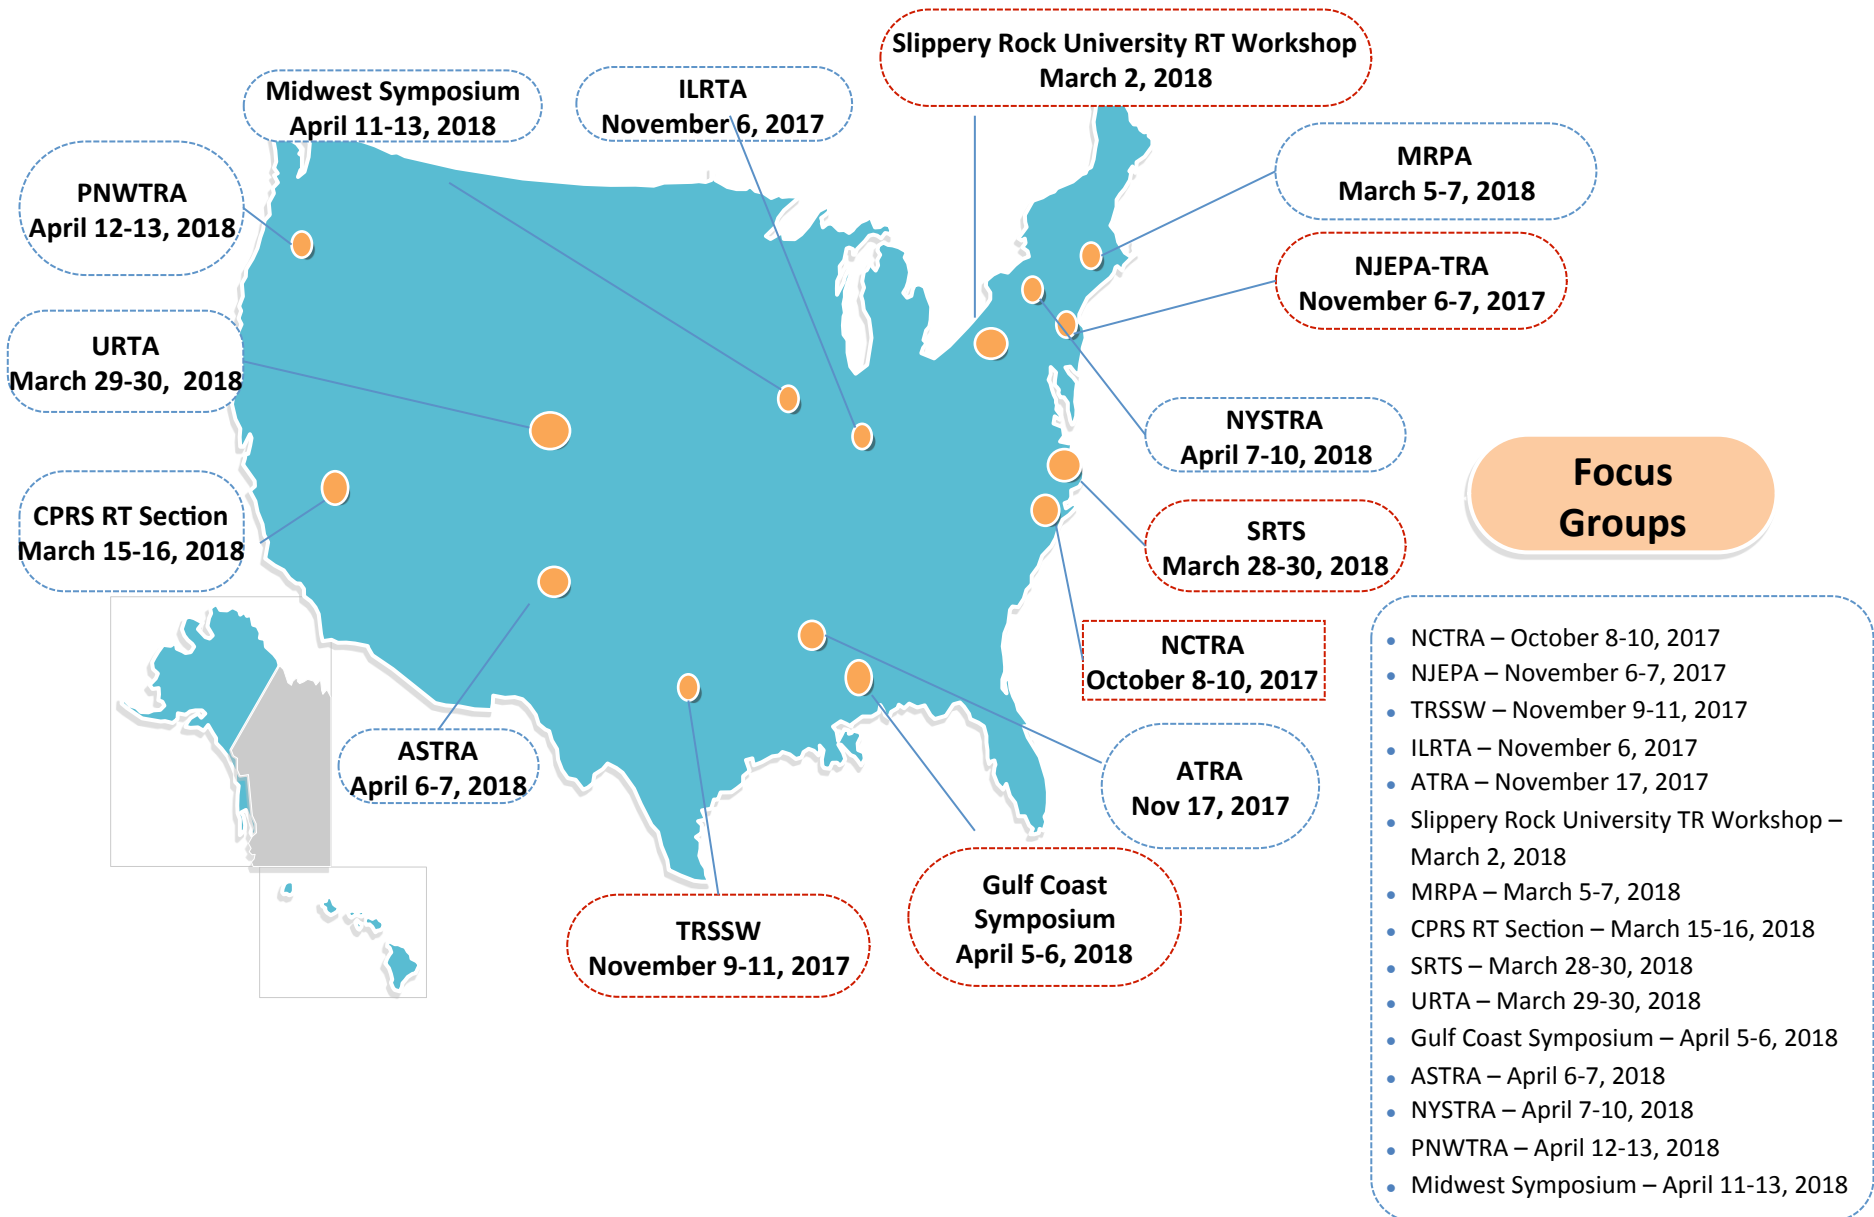 Slippery Rock University RT Workshop
March 2, 2018
Midwest Symposium
April 11-13, 2018
ILRTA
November 6, 2017
MRPA
March 5-7, 2018
PNWTRA
April 12-13, 2018
NJEPA-TRA
November 6-7, 2017
URTA
March 29-30, 2018
NYSTRA
April 7-10, 2018
Focus
Groups
CPRS RT Section
March 15-16, 2018
SRTS
March 28-30, 2018
NCTRA
October 8-10, 2017
ASTRA
April 6-7, 2018
ATRA
Nov 17, 2017
Gulf Coast
Symposium
April 5-6, 2018
TRSSW
November 9-11, 2017
• NCTRA – October 8-10, 2017
• NJEPA – November 6-7, 2017
• TRSSW – November 9-11, 2017
• ILRTA – November 6, 2017
• ATRA – November 17, 2017
• Slippery Rock University TR Workshop –
March 2, 2018
• MRPA – March 5-7, 2018
• CPRS RT Section – March 15-16, 2018
• SRTS – March 28-30, 2018
• URTA – March 29-30, 2018
• Gulf Coast Symposium – April 5-6, 2018
• ASTRA – April 6-7, 2018
• NYSTRA – April 7-10, 2018
• PNWTRA – April 12-13, 2018
• Midwest Symposium – April 11-13, 2018